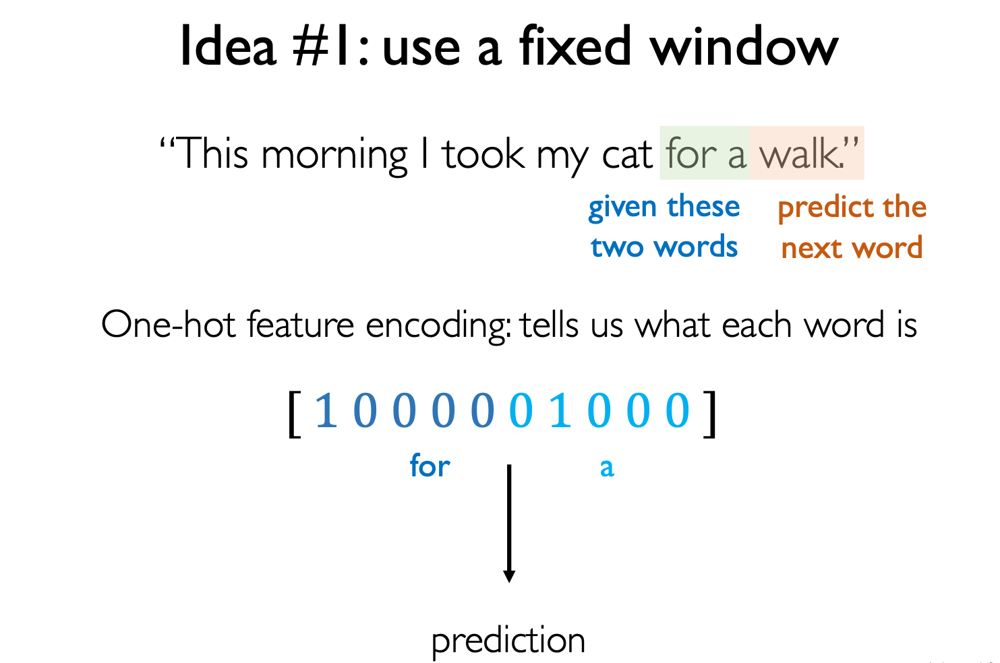 Idea #1: use a fixed window
“This morning I took my cat for a walk.”
given these predict the
two words next word
One-hot feature encoding: tells us what each word is
[ 1 0 0 0 0 0 1 0 0 0 ]
for a
prediction